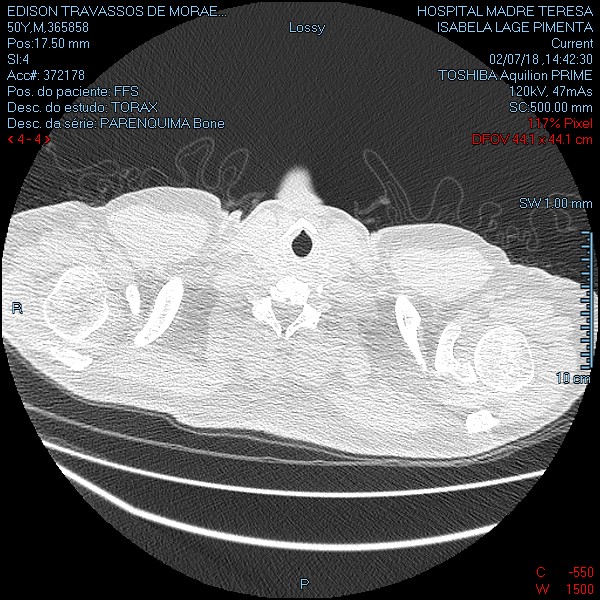 EDISON TRAVASSOS DE MORAE...
50Y,M,365858
Pos:17.50 mm
SI:4
Acc#: 372178
Pos. do paciente: FFS
Desc. do estudo: TORAX
Desc. da série: PARENQUIMA Bone
< 4 - 4 >
Lossy
HOSPITAL MADRE TERESA
ISABELA LAGE PIMENTA
Current
02/07/18 ,14:42:30
TOSHIBA Aquilion PRIME
120kV, 47mAs
SC:500.00 mm
117% Pixel
DFOV 44.1 x 44.1 cm
SW:1.00 mm
R
10 cm
P
C -550
W 1500